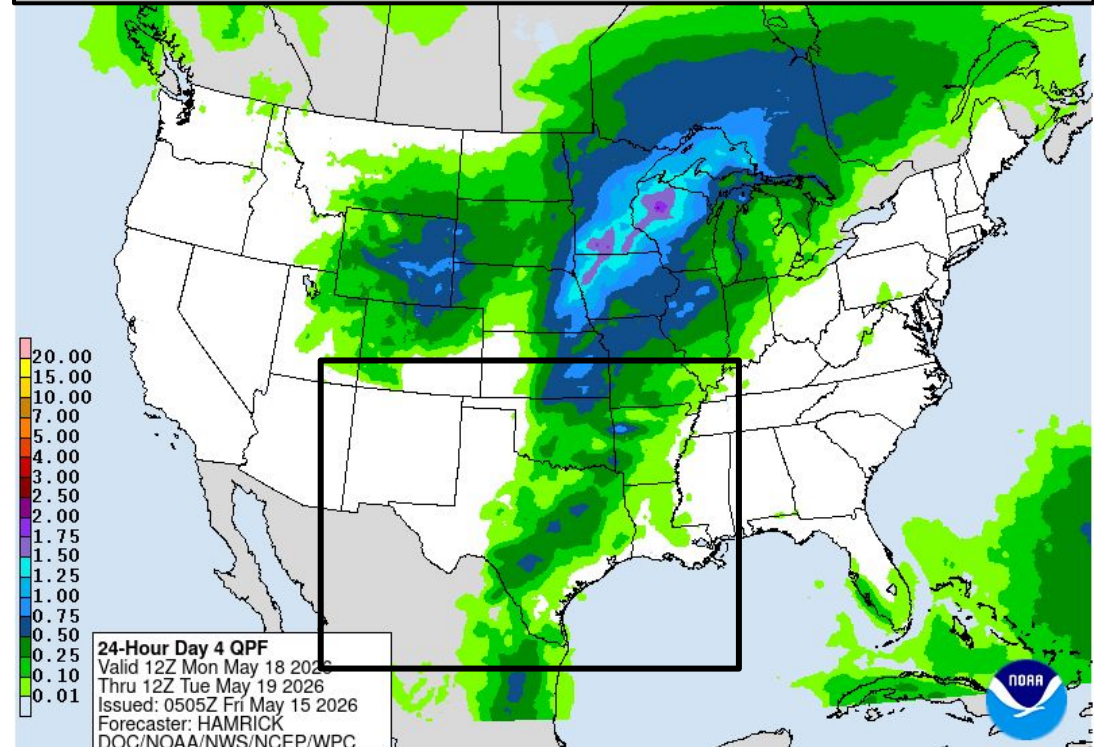 20.00
15.00
10.00
7.00
5.00
4.00
3.00
2.50
2.00
1.75
1.50
1.25
1.00
0.75
0.50
0.25
0.10
0.01
24-Hour Day 4 QPF
Valid 12Z Mon May 18 2026
Thru 12Z Tue May 19 2026
Issued: 0505Z Fri May 15 2026
Forecaster: HAMRICK
DOC/NOAA/NWS/NCEP/WPC
NOAA